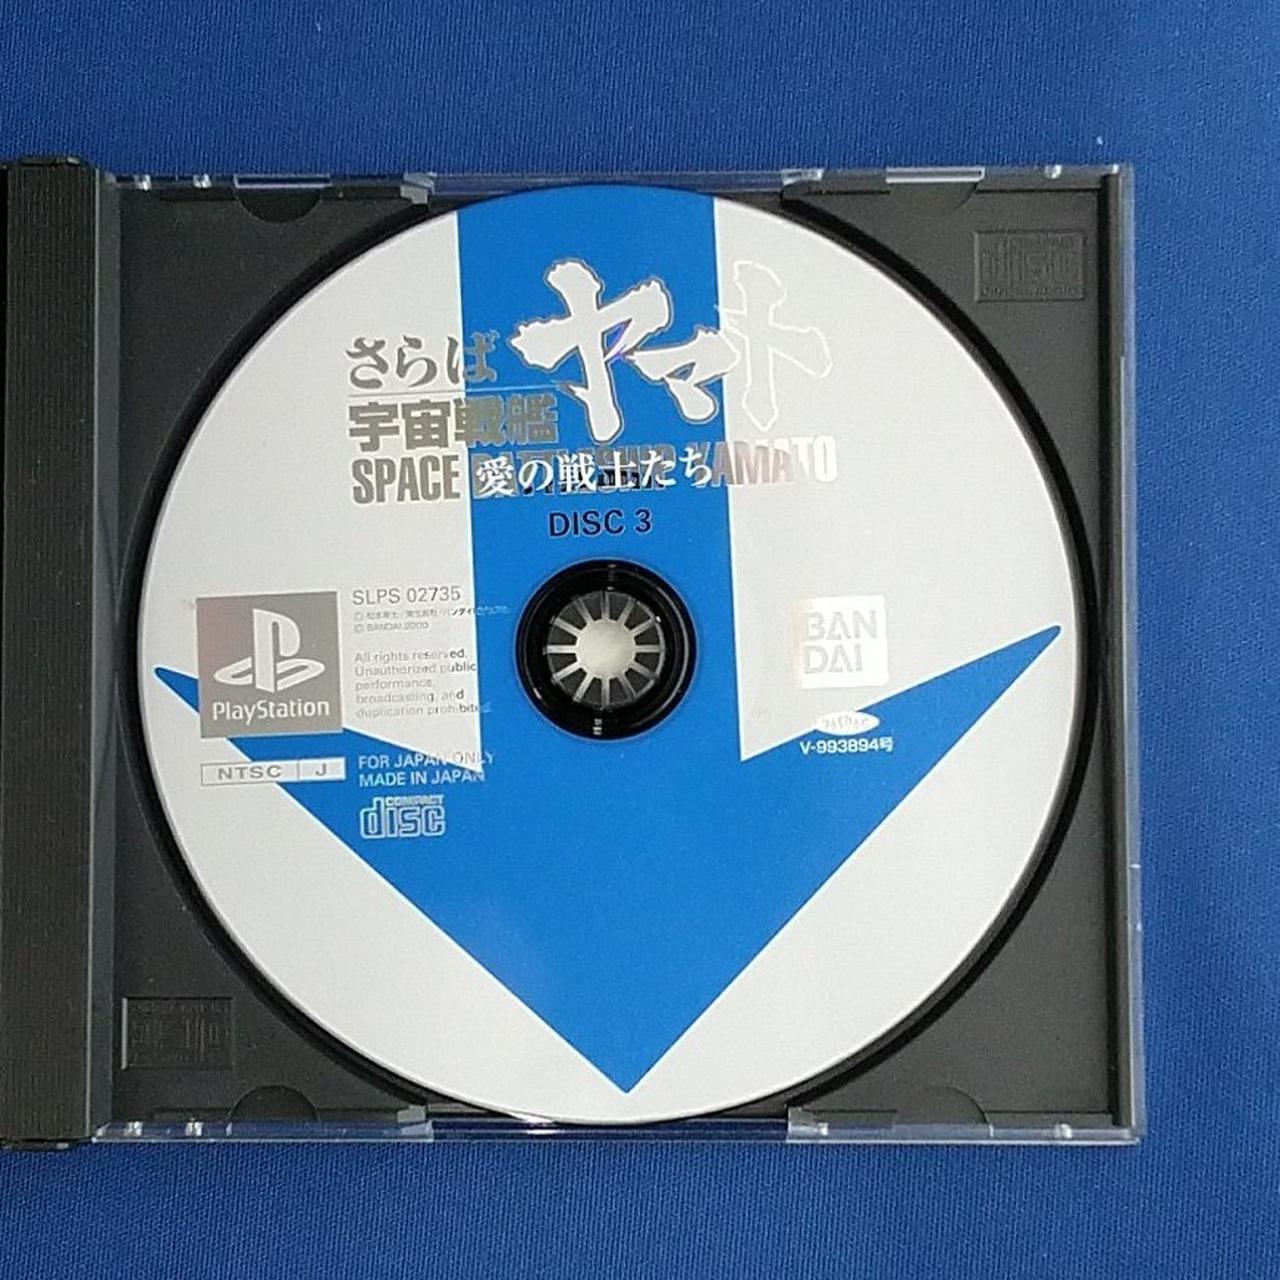 さらば
宇宙戦艦
ヤマト
SPACE BATTLESHIP YAMATO
愛の戦士たち
DISC 3
SLPS 02735
© BANDAI 2000
All rights reserved.
Unauthorized public
performance,
broadcasting, and
duplication prohibited.
PlayStation
NTSC J
FOR JAPAN ONLY
MADE IN JAPAN
COMPACT
disc
BAN
DAI
V-993894号